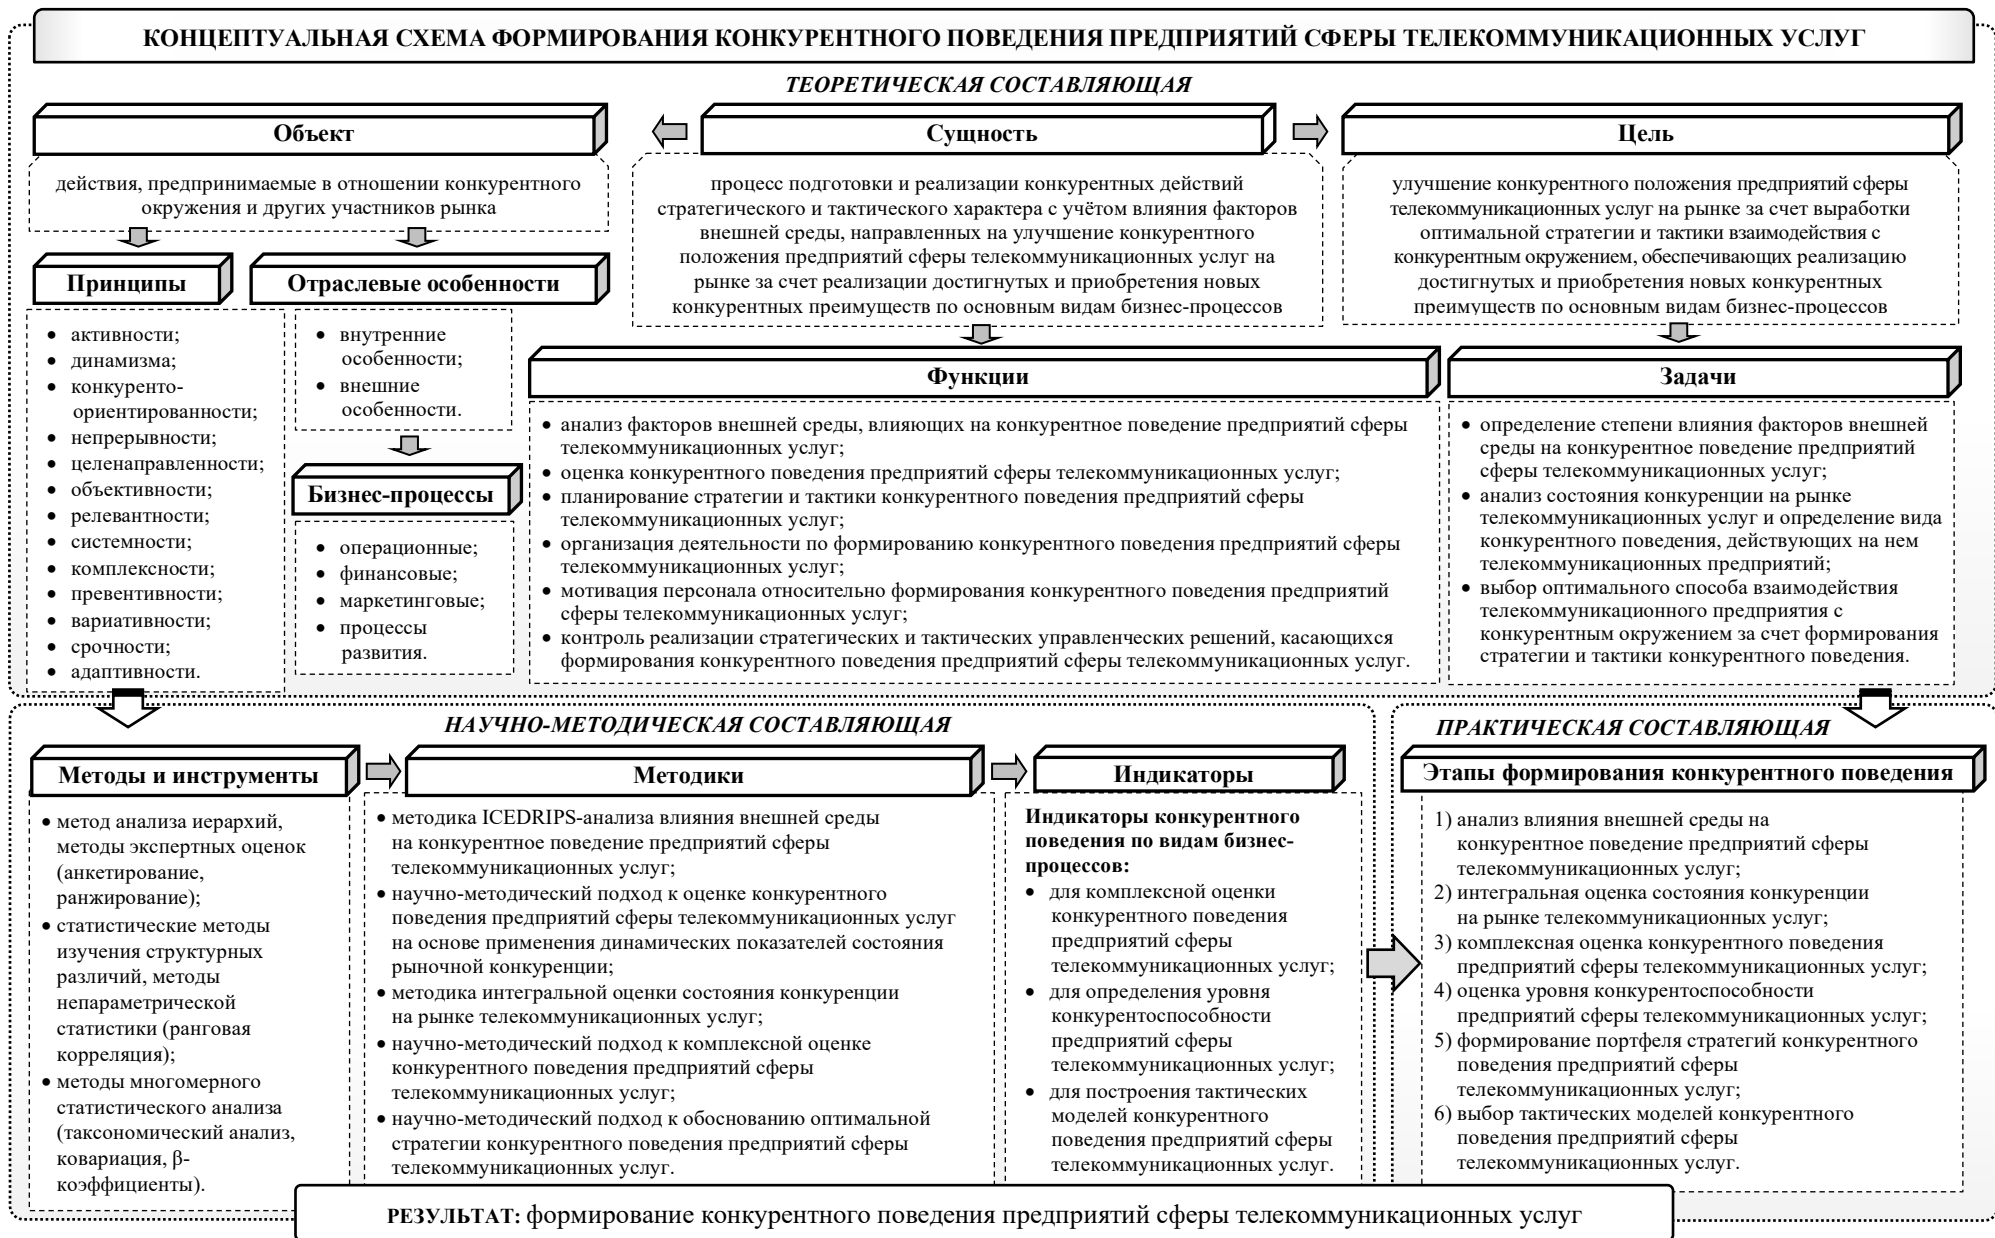 КОНЦЕПТУАЛЬНАЯ СХЕМА ФОРМИРОВАНИЯ КОНКУРЕНТНОГО ПОВЕДЕНИЯ ПРЕДПРИЯТИЙ СФЕРЫ ТЕЛЕКОММУНИКАЦИОННЫХ УСЛУГ
ТЕОРЕТИЧЕСКАЯ СОСТАВЛЯЮЩАЯ
Объект
действия, предпринимаемые в отношении конкурентного
окружения и других участников рынка
Сущность
процесс подготовки и реализации конкурентных действий
стратегического и тактического характера с учётом влияния факторов
внешней среды, направленных на улучшение конкурентного
положения предприятий сферы телекоммуникационных услуг на
рынке за счет реализации достигнутых и приобретения новых
конкурентных преимуществ по основным видам бизнес-процессов
Цель
улучшение конкурентного положения предприятий сферы
телекоммуникационных услуг на рынке за счет выработки
оптимальной стратегии и тактики взаимодействия с
конкурентным окружением, обеспечивающих реализацию
достигнутых и приобретения новых конкурентных
преимуществ по основным видам бизнес-процессов
Принципы
• активности;
• динамизма;
• конкуренто-
ориентированности;
• непрерывности;
• целенаправленности;
• объективности;
• релевантности;
• системности;
• комплексности;
• превентивности;
• вариативности;
• срочности;
• адаптивности.
Отраслевые особенности
• внутренние
особенности;
• внешние
особенности.
Бизнес-процессы
• операционные;
• финансовые;
• маркетинговые;
• процессы
развития.
Функции
• анализ факторов внешней среды, влияющих на конкурентное поведение предприятий сферы
телекоммуникационных услуг;
• оценка конкурентного поведения предприятий сферы телекоммуникационных услуг;
• планирование стратегии и тактики конкурентного поведения предприятий сферы
телекоммуникационных услуг;
• организация деятельности по формированию конкурентного поведения предприятий сферы
телекоммуникационных услуг;
• мотивация персонала относительно формирования конкурентного поведения предприятий
сферы телекоммуникационных услуг;
• контроль реализации стратегических и тактических управленческих решений, касающихся
формирования конкурентного поведения предприятий сферы телекоммуникационных услуг.
Задачи
• определение степени влияния факторов внешней
среды на конкурентное поведение предприятий
сферы телекоммуникационных услуг;
• анализ состояния конкуренции на рынке
телекоммуникационных услуг и определение вида
конкурентного поведения, действующих на нем
телекоммуникационных предприятий;
• выбор оптимального способа взаимодействия
телекоммуникационного предприятия с
конкурентным окружением за счет формирования
стратегии и тактики конкурентного поведения.
НАУЧНО-МЕТОДИЧЕСКАЯ СОСТАВЛЯЮЩАЯ
Методы и инструменты
• метод анализа иерархий,
методы экспертных оценок
(анкетирование,
ранжирование);
• статистические методы
изучения структурных
различий, методы
непараметрической
статистики (ранговая
корреляция);
• методы многомерного
статистического анализа
(таксономический анализ,
ковариация, β-
коэффициенты).
Методики
• методика ICEDRIPS-анализа влияния внешней среды
на конкурентное поведение предприятий сферы
телекоммуникационных услуг;
• научно-методический подход к оценке конкурентного
поведения предприятий сферы телекоммуникационных услуг
на основе применения динамических показателей состояния
рыночной конкуренции;
• методика интегральной оценки состояния конкуренции
на рынке телекоммуникационных услуг;
• научно-методический подход к комплексной оценке
конкурентного поведения предприятий сферы
телекоммуникационных услуг;
• научно-методический подход к обоснованию оптимальной
стратегии конкурентного поведения предприятий сферы
телекоммуникационных услуг.
Индикаторы
Индикаторы конкурентного
поведения по видам бизнес-
процессов:
• для комплексной оценки
конкурентного поведения
предприятий сферы
телекоммуникационных услуг;
• для определения уровня
конкурентоспособности
предприятий сферы
телекоммуникационных услуг;
• для построения тактических
моделей конкурентного
поведения предприятий сферы
телекоммуникационных услуг.
ПРАКТИЧЕСКАЯ СОСТАВЛЯЮЩАЯ
Этапы формирования конкурентного поведения
1) анализ влияния внешней среды на
конкурентное поведение предприятий сферы
телекоммуникационных услуг;
2) интегральная оценка состояния конкуренции
на рынке телекоммуникационных услуг;
3) комплексная оценка конкурентного поведения
предприятий сферы телекоммуникационных услуг;
4) оценка уровня конкурентоспособности
предприятий сферы телекоммуникационных услуг;
5) формирование портфеля стратегий конкурентного
поведения предприятий сферы
телекоммуникационных услуг;
6) выбор тактических моделей конкурентного
поведения предприятий сферы
телекоммуникационных услуг.
РЕЗУЛЬТАТ: формирование конкурентного поведения предприятий сферы телекоммуникационных услуг